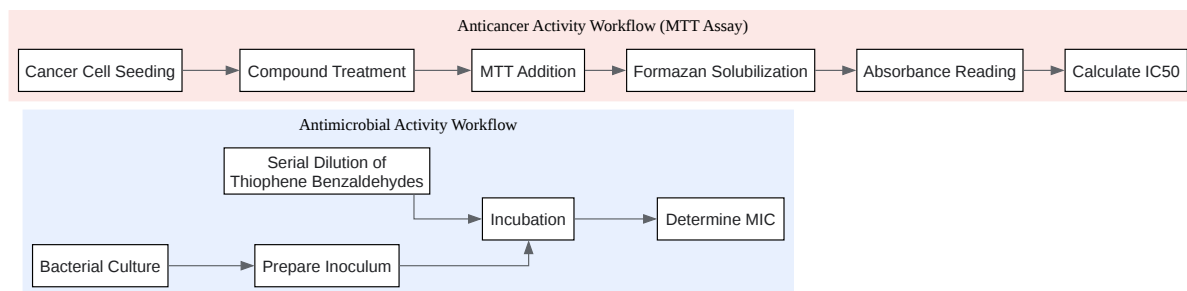 Anticancer Activity Workflow (MTT Assay)
Cancer Cell Seeding
Compound Treatment
MTT Addition
Formazan Solubilization
Absorbance Reading
Calculate IC50
Antimicrobial Activity Workflow
Serial Dilution of
Thiophene Benzaldehydes
Incubation
Determine MIC
Bacterial Culture
Prepare Inoculum